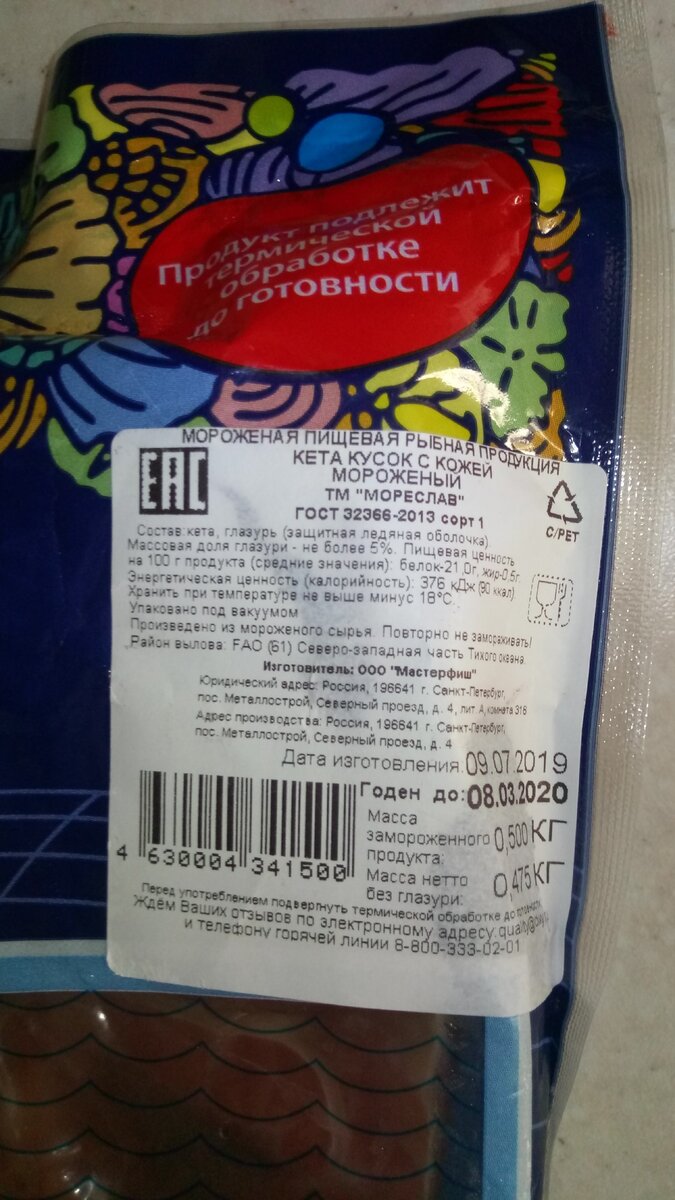 Продукт подлежит
термической
обработке
до готовности
МОРОЖЕНАЯ ПИЩЕВАЯ РЫБНАЯ ПРОДУКЦИЯ
КЕТА КУСОК С КОЖЕЙ
МОРОЖЕНЫЙ
ТМ "МОРЕСЛАВ"
ГОСТ 32366-2013 сорт 1
EAC
C/PET
Состав:кета, глазурь (защитная ледяная оболочка).
Массовая доля глазури - не более 5%. Пищевая ценность
на 100 г продукта (средние значения): белок-21,0г, жир-0,5г.
Энергетическая ценность (калорийность): 376 кДж (90 ккал).
Хранить при температуре не выше минус 18°С.
Упаковано под вакуумом
Произведено из мороженого сырья. Повторно не замораживать!
Район вылова: FAO (61) Северо-западная часть Тихого океана
Изготовитель: ООО "Мастерфиш"
Юридический адрес: Россия, 196641 г. Санкт-Петербург,
пос. Металлострой, Северный проезд, д. 4, лит А,комната 316
Адрес производства: Россия, 196641 г. Санкт-Петербург,
пос. Металлострой, Северный проезд, д. 4
Дата изготовления:09.07.2019
Годен до:08.03.2020
Масса
замороженного 0,500КГ
продукта:
Масса нетто 0,475КГ
без глазури:
4 630004 341500
Перед употреблением подвергнуть термической обработке до готовности
Ждём Ваших отзывов по электронному адресу:
и телефону горячей линии 8-800-333-02-01